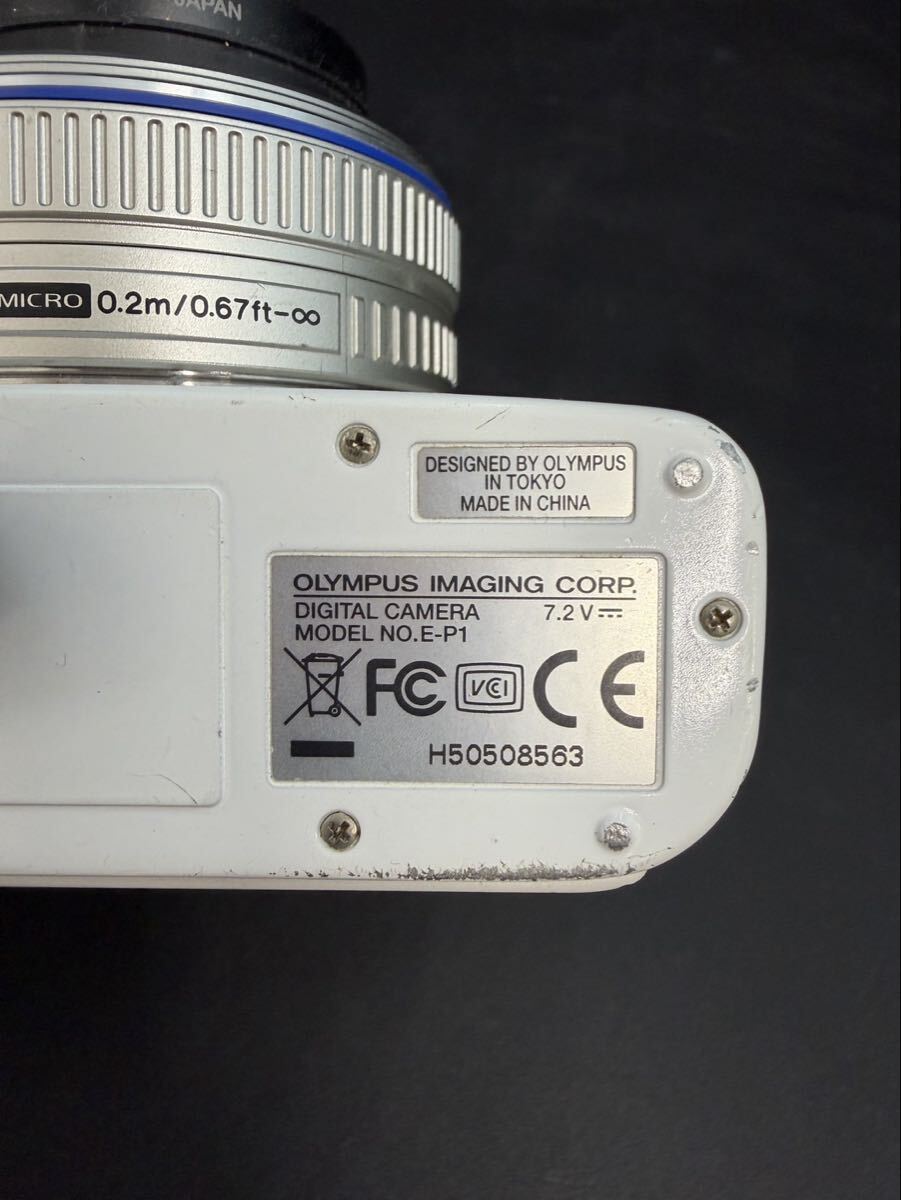 JAPAN
MICRO 0.2m/0.67ft-∞
DESIGNED BY OLYMPUS
IN TOKYO
MADE IN CHINA
OLYMPUS IMAGING CORP.
DIGITAL CAMERA 7.2 V⎓
MODEL NO.E-P1
FC VCI CE
H50508563